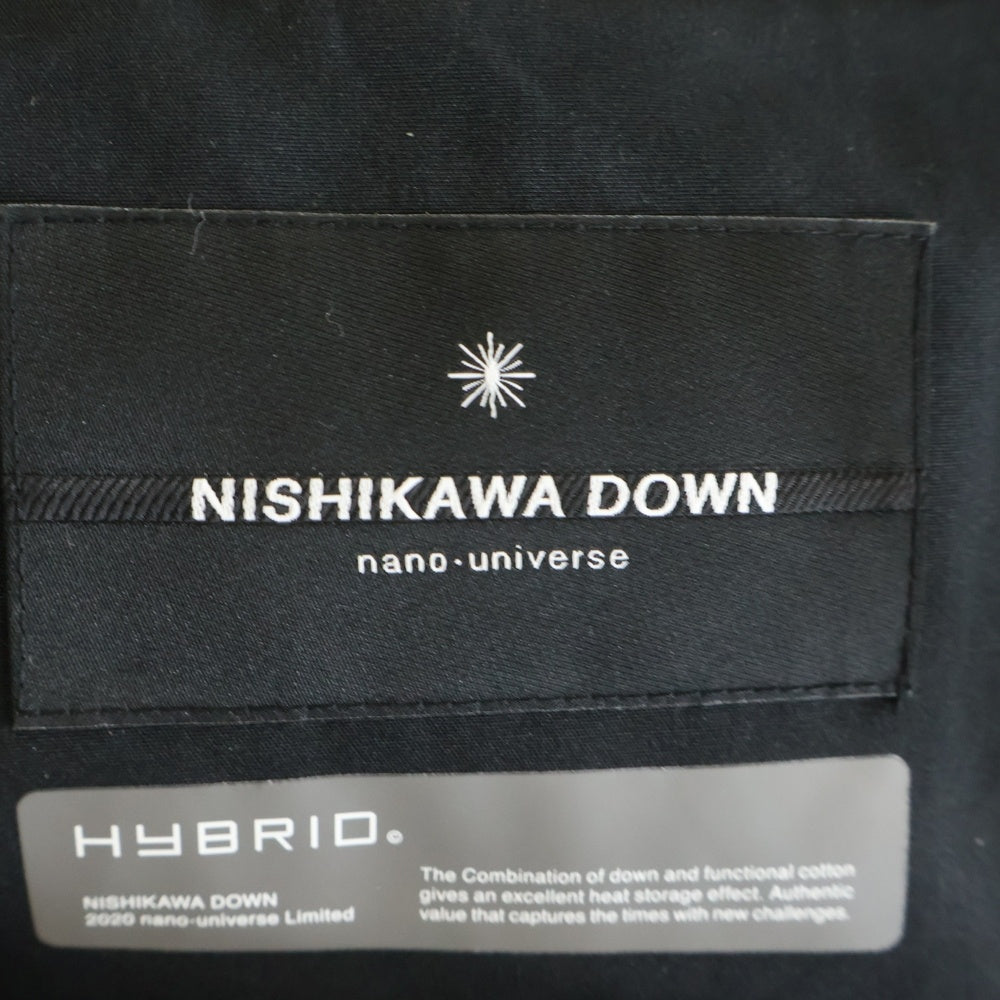 NISHIKAWA DOWN
nano·universe
HYBRID©
NISHIKAWA DOWN
2020 nano·universe Limited
The Combination of down and functional cotton
gives an excellent heat storage effect. Authentic
value that captures the times with new challenges.